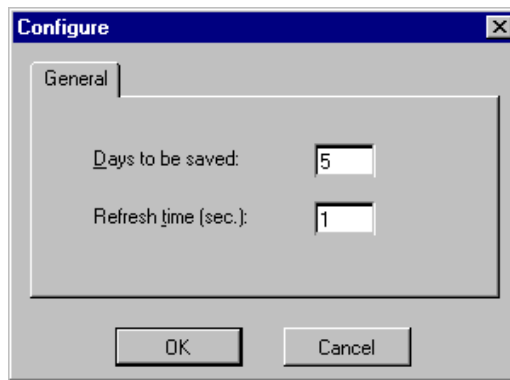 Configure
General
Days to be saved: 5
Refresh time (sec.): 1
OK Cancel